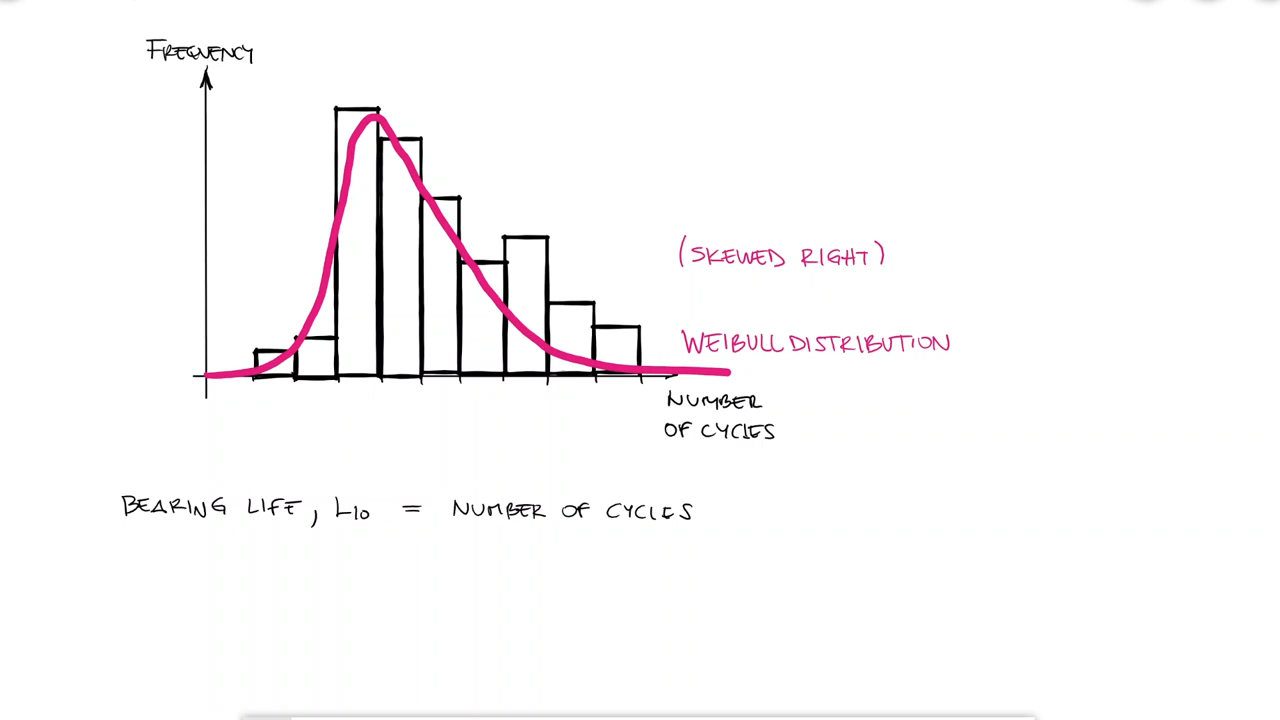 FREQUENCY
(SKEWED RIGHT)
WEIBULL DISTRIBUTION
NUMBER
OF CYCLES
BEARING LIFE, L10 = NUMBER OF CYCLES